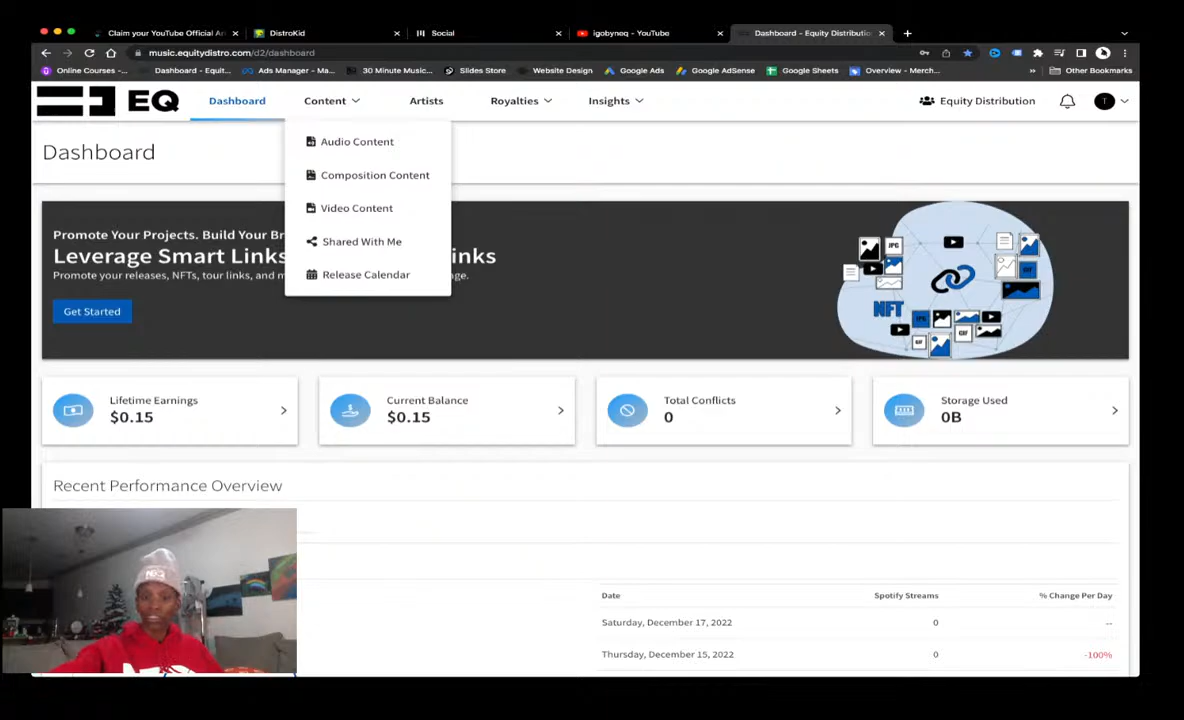 Claim your YouTube Official Ar
DistroKid
Social
igobyneq - YouTube
Dashboard - Equity Distributio
music.equitydistro.com/d2/dashboard
Online Courses -...
Dashboard - Equit...
Ads Manager - Ma...
30 Minute Music...
Slides Store
Website Design
Google Ads
Google AdSense
Google Sheets
Overview - Merch...
Other Bookmarks
EQ
Dashboard
Content
Artists
Royalties
Insights
Equity Distribution
T
Dashboard
Audio Content
Composition Content
Video Content
Shared With Me
Release Calendar
Promote Your Projects. Build Your Br
Leverage Smart Links
inks
Promote your releases, NFTs, tour links, and m
ge.
Get Started
JPG
NFT
GIF
Lifetime Earnings
$0.15
Current Balance
$0.15
Total Conflicts
0
Storage Used
0B
Recent Performance Overview
Date
Spotify Streams
% Change Per Day
Saturday, December 17, 2022
0
--
Thursday, December 15, 2022
0
-100%